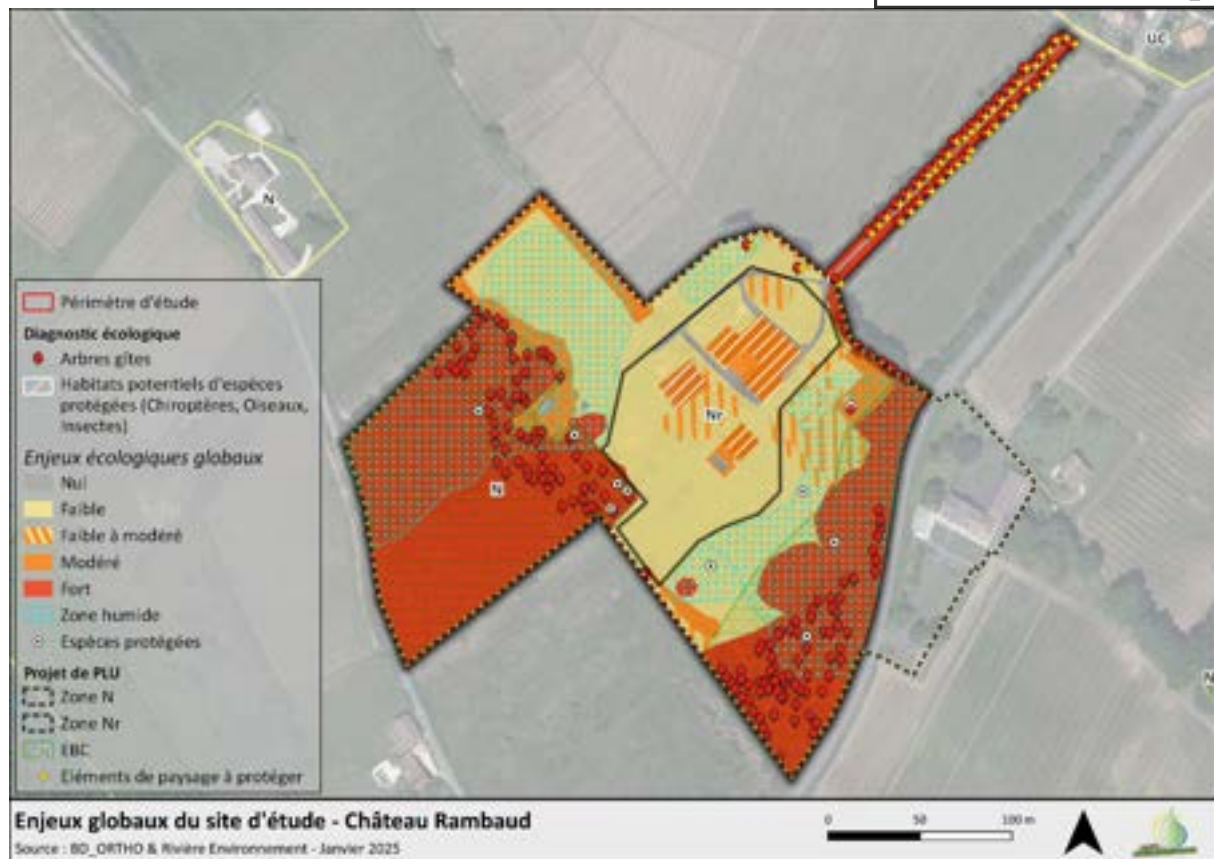 UC
N
Nr
N
N
Périmètre d'étude
Diagnostic écologique
Arbres gîtes
Habitats potentiels d'espèces
protégées (Chiroptères, Oiseaux,
Insectes)
Enjeux écologiques globaux
Nul
Faible
Faible à modéré
Modéré
Fort
Zone humide
Espèces protégées
Projet de PLU
Zone N
Zone Nr
EBC
Eléments de paysage à protéger
Enjeux globaux du site d'étude - Château Rambaud
Source : BD_ORTHO & Rivière Environnement - Janvier 2025
0 50 100 m